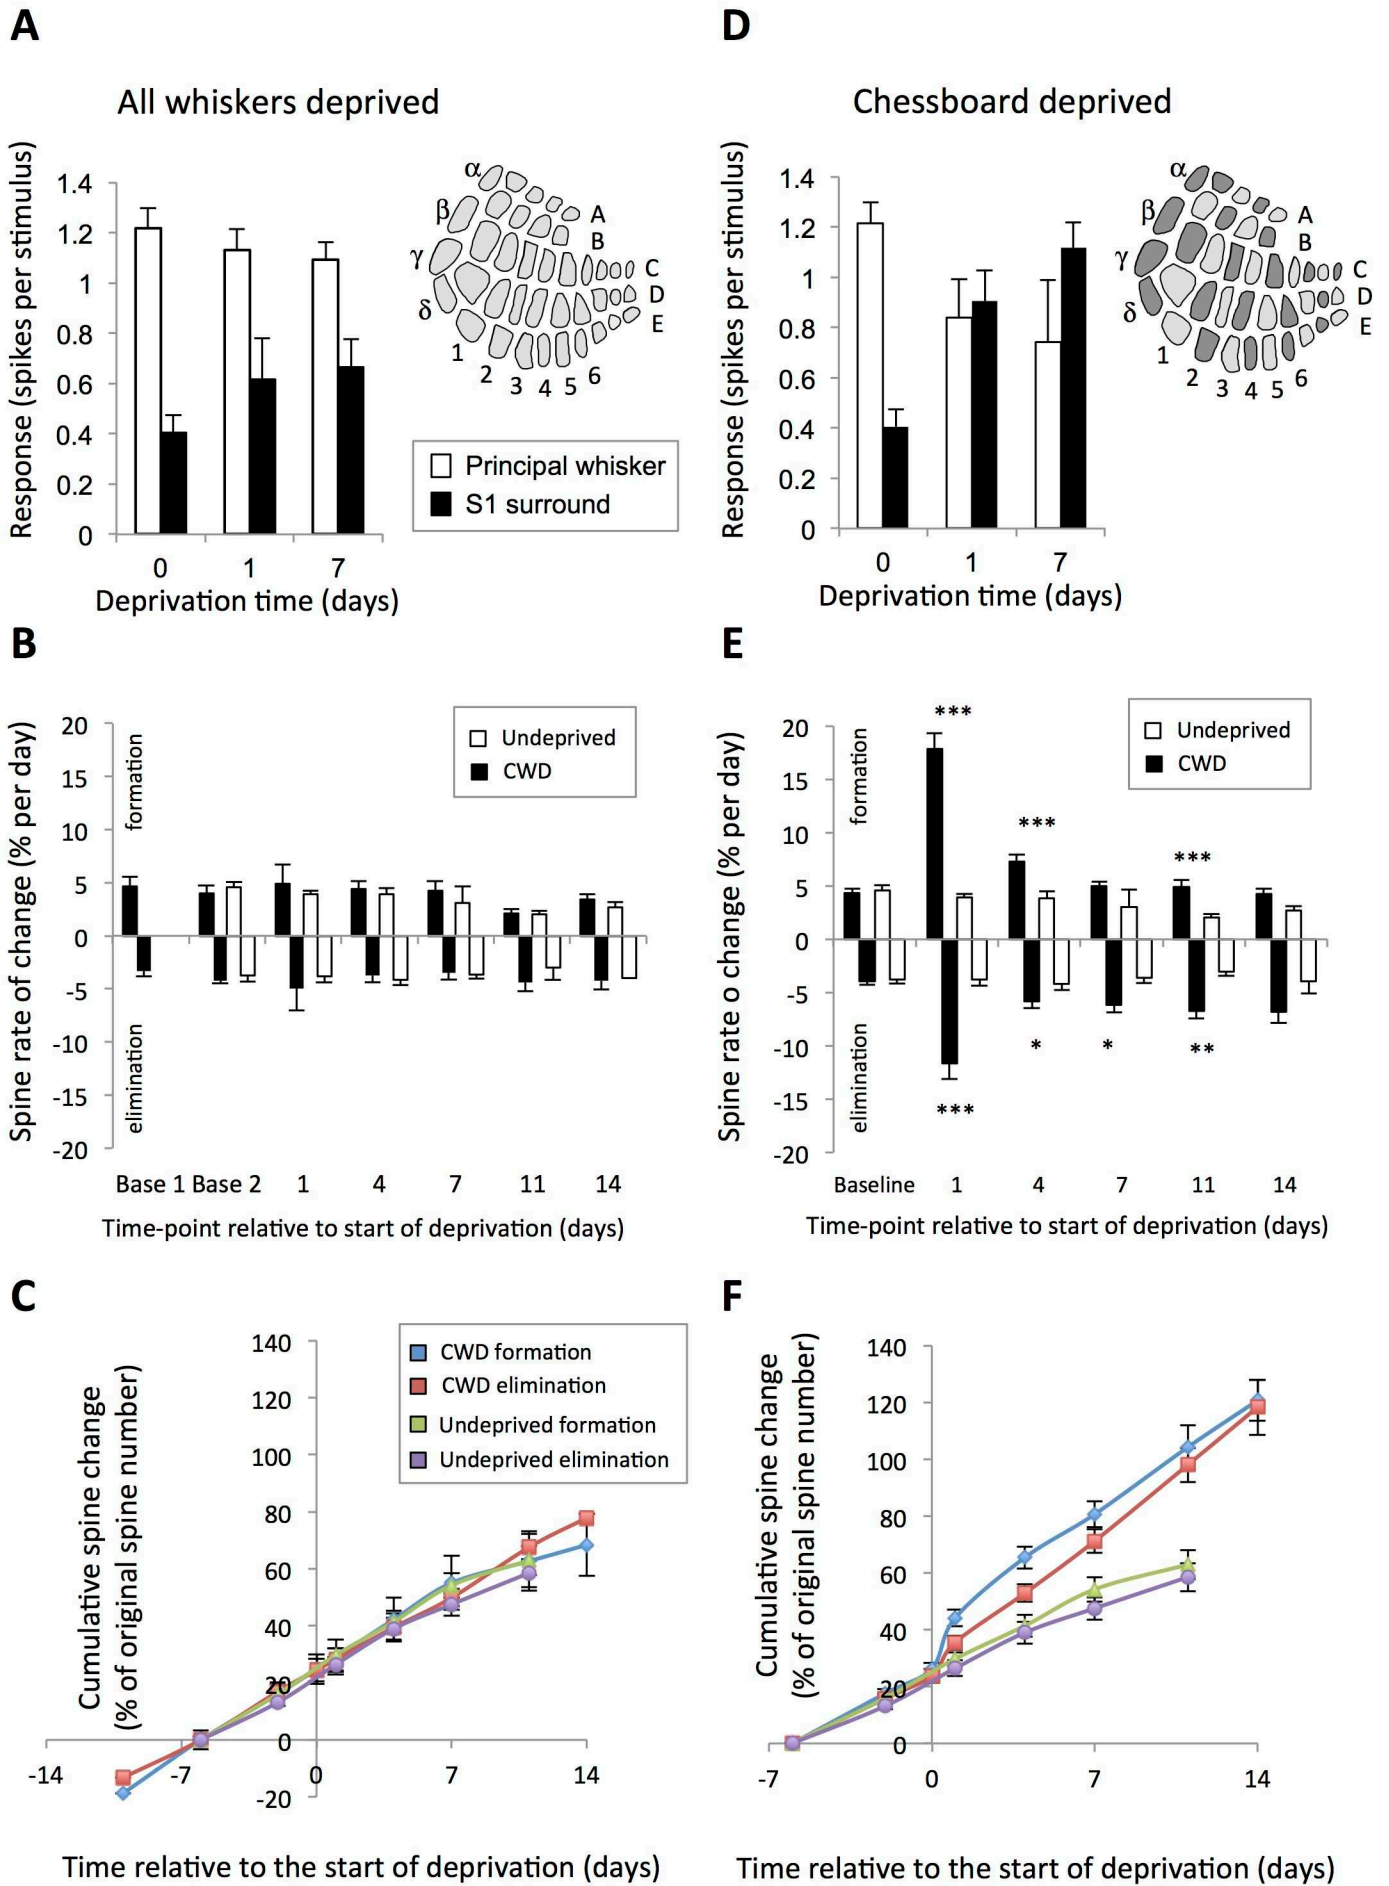 A
All whiskers deprived
Response (spikes per stimulus)
1.4
1.2
1
0.8
0.6
0.4
0.2
0
0 1 7
Deprivation time (days)
α
β
γ
δ
A
B
C
D
E
1 2 3 4 5 6
Principal whisker
S1 surround
D
Chessboard deprived
Response (spikes per stimulus)
1.4
1.2
1
0.8
0.6
0.4
0.2
0
0 1 7
Deprivation time (days)
α
β
γ
δ
A
B
C
D
E
1 2 3 4 5 6
B
Spine rate of change (% per day)
20
15
10
5
0
-5
-10
-15
-20
formation
elimination
Undeprived
CWD
Base 1 Base 2 1 4 7 11 14
Time-point relative to start of deprivation (days)
E
Spine rate o change (% per day)
20
15
10
5
0
-5
-10
-15
-20
formation
elimination
Undeprived
CWD
***
***
***
***
*
*
**
Baseline 1 4 7 11 14
Time-point relative to start of deprivation (days)
C
Cumulative spine change
(% of original spine number)
140
120
100
80
60
40
20
0
-20
-14 -7 0 7 14
CWD formation
CWD elimination
Undeprived formation
Undeprived elimination
Time relative to the start of deprivation (days)
F
Cumulative spine change
(% of original spine number)
140
120
100
80
60
40
20
0
-7 0 7 14
Time relative to the start of deprivation (days)